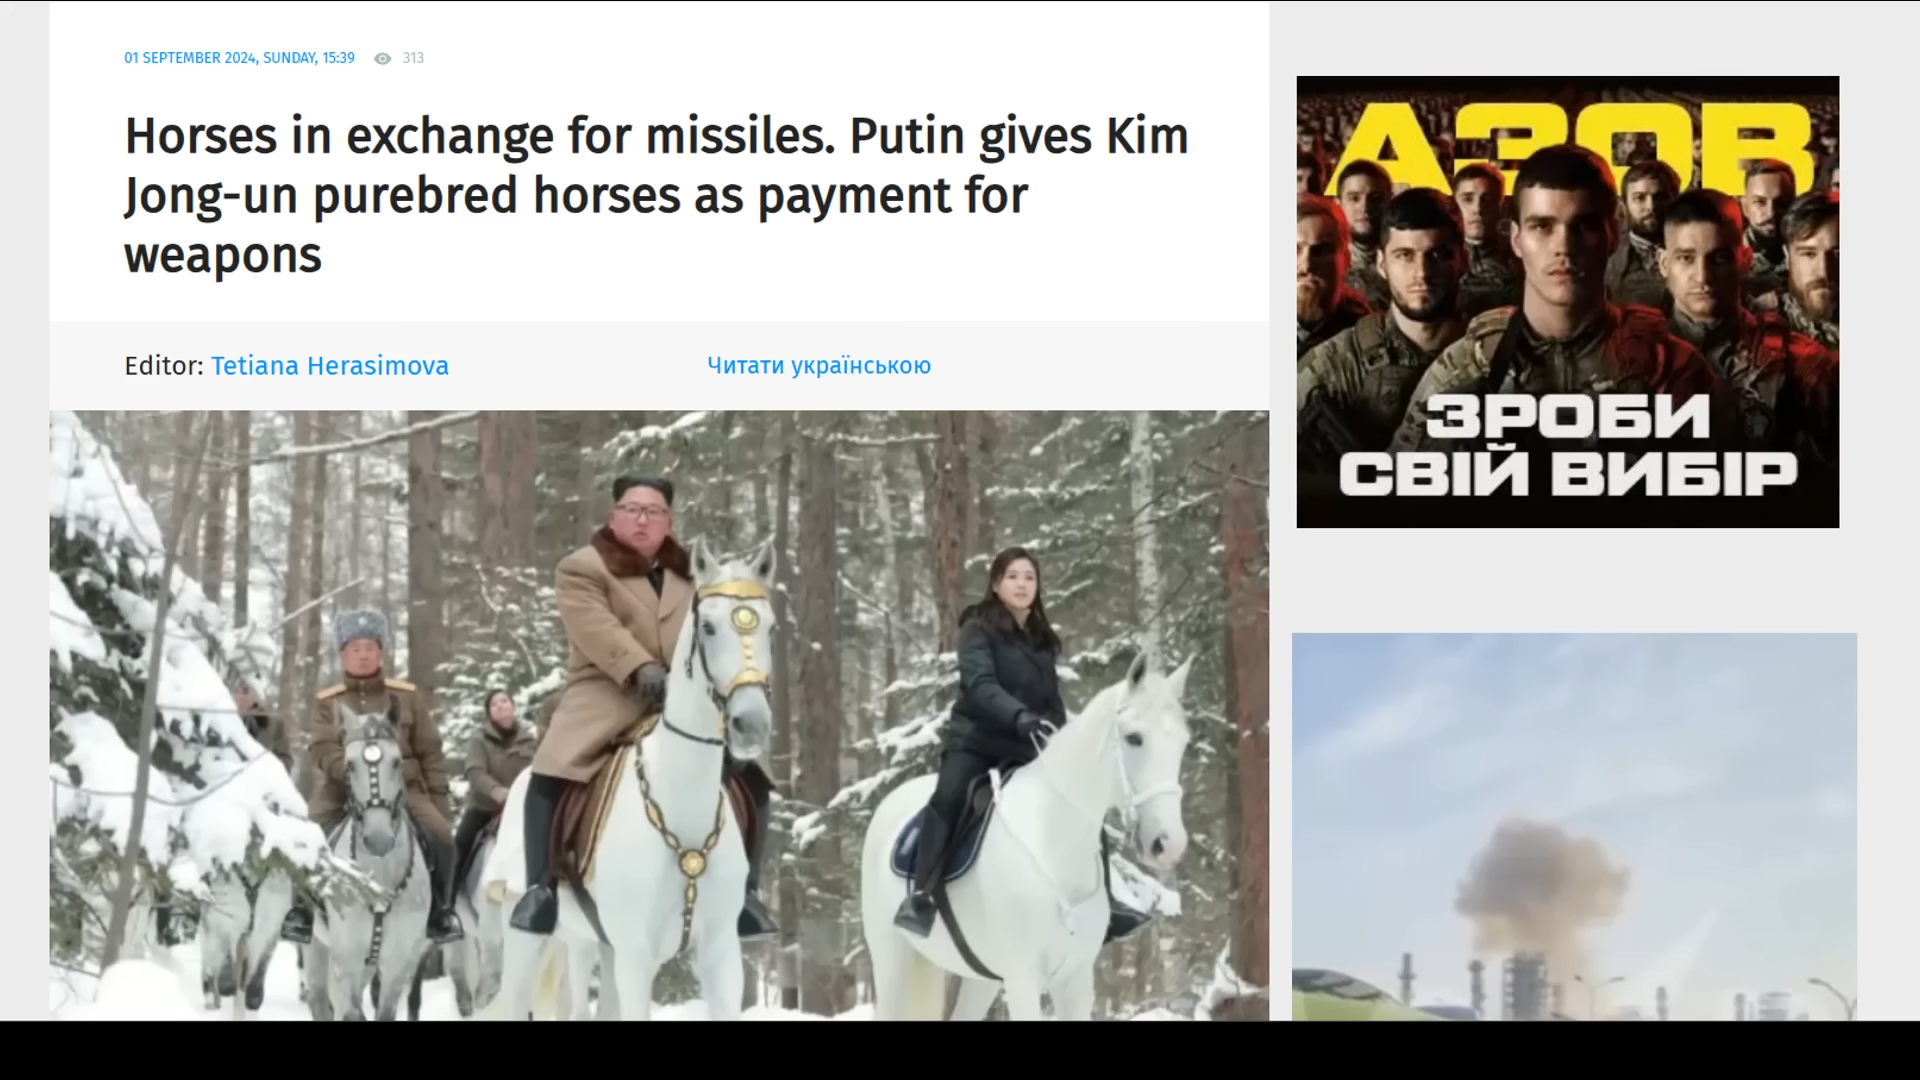 01 SEPTEMBER 2024, SUNDAY, 15:39 313
Horses in exchange for missiles. Putin gives Kim
Jong-un purebred horses as payment for
weapons
Editor: Tetiana Herasimova Читати українською
АЗОВ
ЗРОБИ
СВІЙ ВИБІР